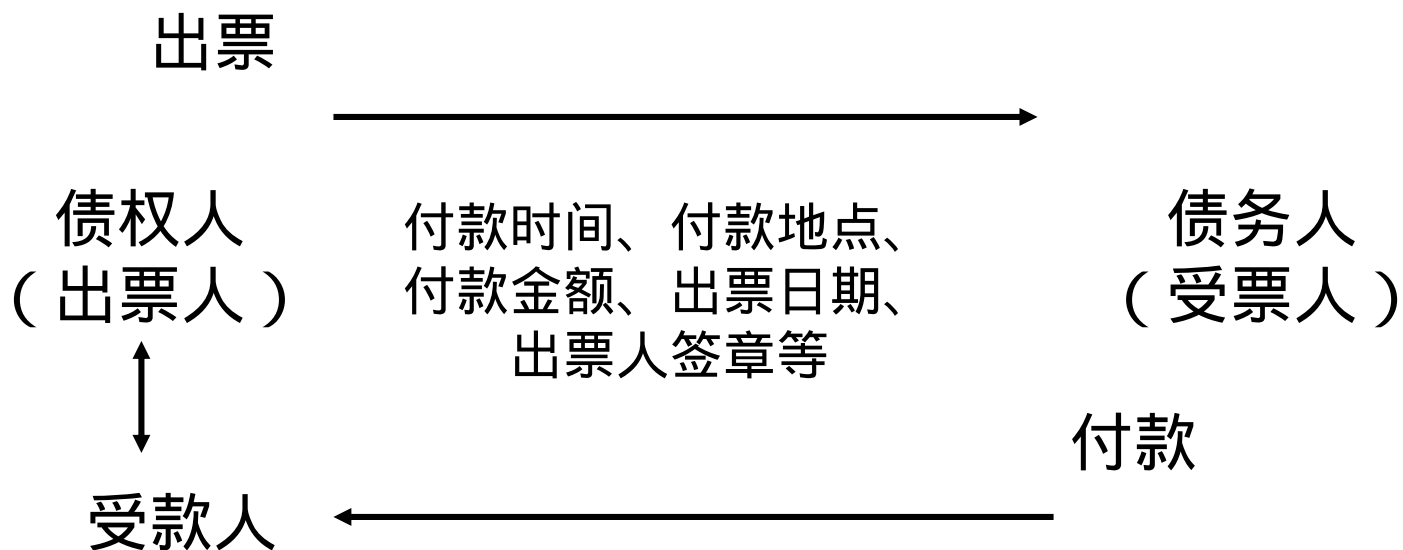 出票
债权人
（出票人）
付款时间、付款地点、
付款金额、出票日期、
出票人签章等
债务人
（受票人）
付款
受款人